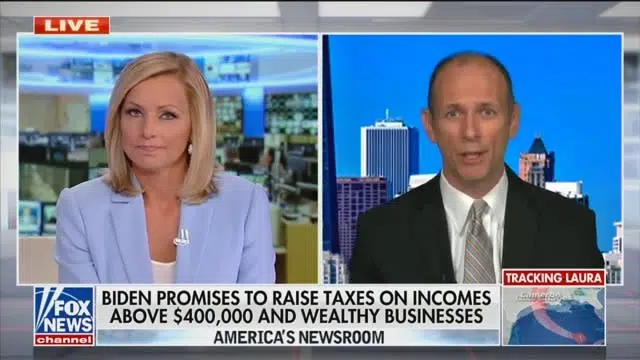 LIVE
TRACKING LAURA
Cameron
FOX
NEWS
channel
BIDEN PROMISES TO RAISE TAXES ON INCOMES
ABOVE $400,000 AND WEALTHY BUSINESSES
AMERICA'S NEWSROOM